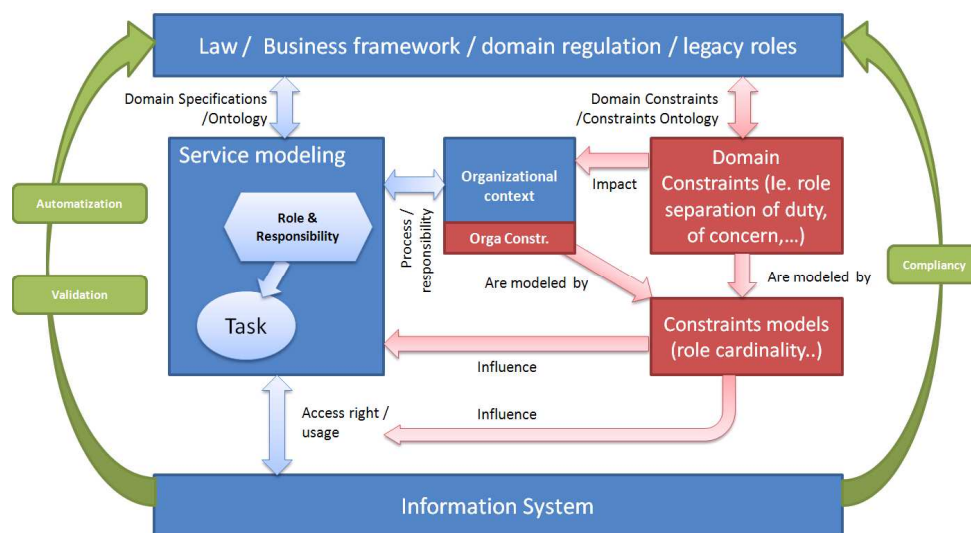 Law / Business framework / domain regulation / legacy roles
Domain Specifications
/Ontology
Domain Constraints
/Constraints Ontology
Service modeling
Role &
Responsibility
Task
Process /
responsibility
Organizational
context
Orga Constr.
Impact
Domain
Constraints (Ie. role
separation of duty,
of concern,...)
Automatization
Validation
Compliancy
Are modeled by
Are modeled by
Constraints models
(role cardinality..)
Influence
Access right /
usage
Influence
Information System